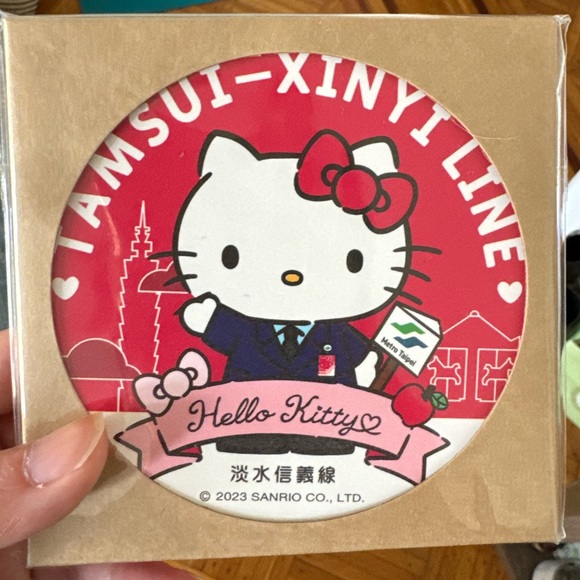 TAMSUI–XINYI LINE
Metro Taipei
Hello Kitty
淡水信義線
© 2023 SANRIO CO., LTD.